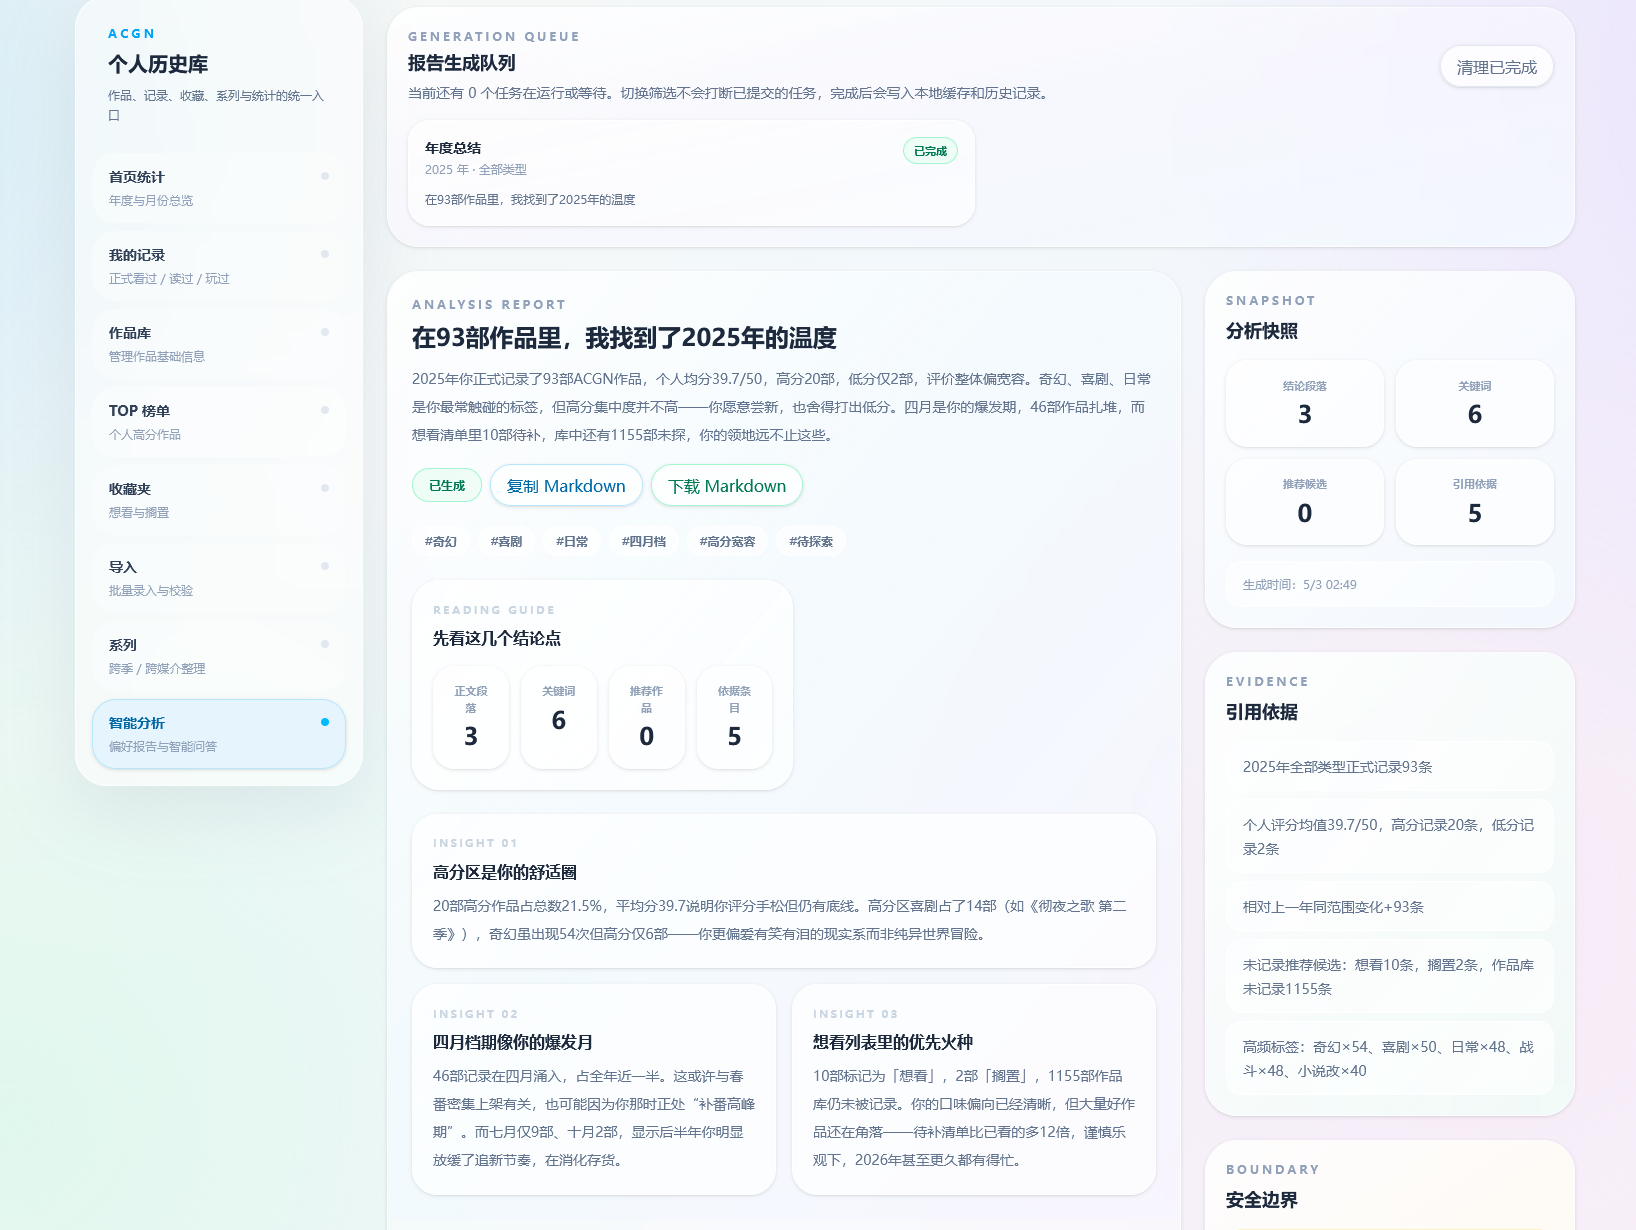 ACGN
个人历史库
作品、记录、收藏、系列与统计的统一入
口
首页统计
年度与月份总览
我的记录
正式看过 / 读过 / 玩过
作品库
管理作品基础信息
TOP 榜单
个人高分作品
收藏夹
想看与搁置
导入
批量录入与校验
系列
跨季 / 跨媒介整理
智能分析
偏好报告与智能问答
GENERATION QUEUE
报告生成队列
当前还有 0 个任务在运行或等待。切换筛选不会打断已提交的任务，完成后会写入本地缓存和历史记录。
清理已完成
年度总结
已完成
2025 年 · 全部类型
在93部作品里，我找到了2025年的温度
ANALYSIS REPORT
在93部作品里，我找到了2025年的温度
2025年你正式记录了93部ACGN作品，个人均分39.7/50，高分20部，低分仅2部，评价整体偏宽容。奇幻、喜剧、日常
是你最常触碰的标签，但高分集中度并不高——你愿意尝新，也舍得打出低分。四月是你的爆发期，46部作品扎堆，而
想看清单里10部待补，库中还有1155部未探，你的领地远不止这些。
已生成
复制 Markdown
下载 Markdown
#奇幻
#喜剧
#日常
#四月档
#高分宽容
#待探索
READING GUIDE
先看这几个结论点
正文段
落
3
关键词
6
推荐作
品
0
依据条
目
5
INSIGHT 01
高分区是你的舒适圈
20部高分作品占总数21.5%，平均分39.7说明你评分手松但仍有底线。高分区喜剧占了14部（如《彻夜之歌 第二
季》），奇幻虽出现54次但高分仅6部——你更偏爱有笑有泪的现实系而非纯异世界冒险。
INSIGHT 02
四月档期像你的爆发月
46部记录在四月涌入，占全年近一半。这或许与春
番密集上架有关，也可能因为你那时正处“补番高峰
期”。而七月仅9部、十月2部，显示后半年你明显
放缓了追新节奏，在消化存货。
INSIGHT 03
想看列表里的优先火种
10部标记为「想看」，2部「搁置」，1155部作品
库仍未被记录。你的口味偏向已经清晰，但大量好作
品还在角落——待补清单比已看的多12倍，谨慎乐
观下，2026年甚至更久都有得忙。
SNAPSHOT
分析快照
结论段落
3
关键词
6
推荐候选
0
引用依据
5
生成时间：5/3 02:49
EVIDENCE
引用依据
2025年全部类型正式记录93条
个人评分均值39.7/50，高分记录20条，低分记
录2条
相对上一年同范围变化+93条
未记录推荐候选：想看10条，搁置2条，作品库
未记录1155条
高频标签：奇幻×54、喜剧×50、日常×48、战
斗×48、小说改×40
BOUNDARY
安全边界